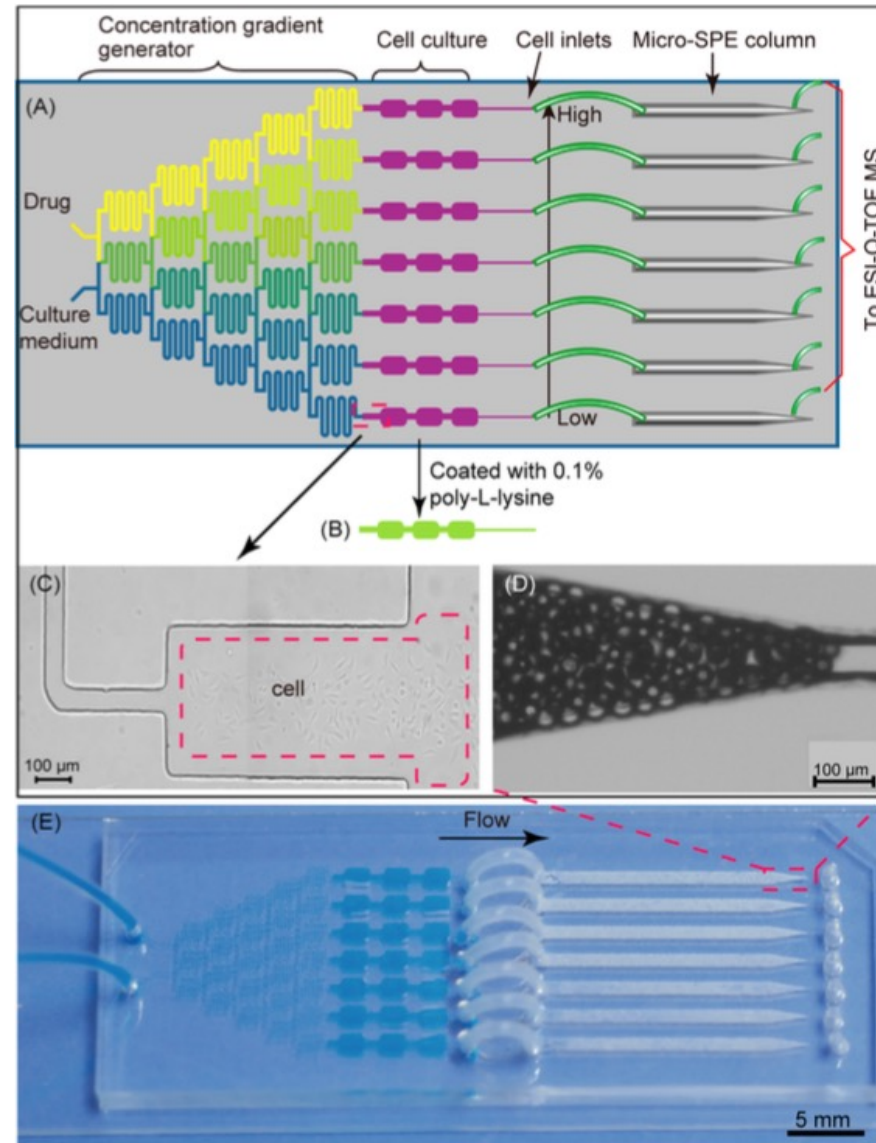 Concentration gradient
generator
Cell culture
Cell inlets
Micro-SPE column
(A)
High
Drug
Culture
medium
Low
To ESI-Q-TOF MS
Coated with 0.1%
poly-L-lysine
(B)
(C)
cell
100 µm
(D)
100 µm
(E)
Flow
5 mm